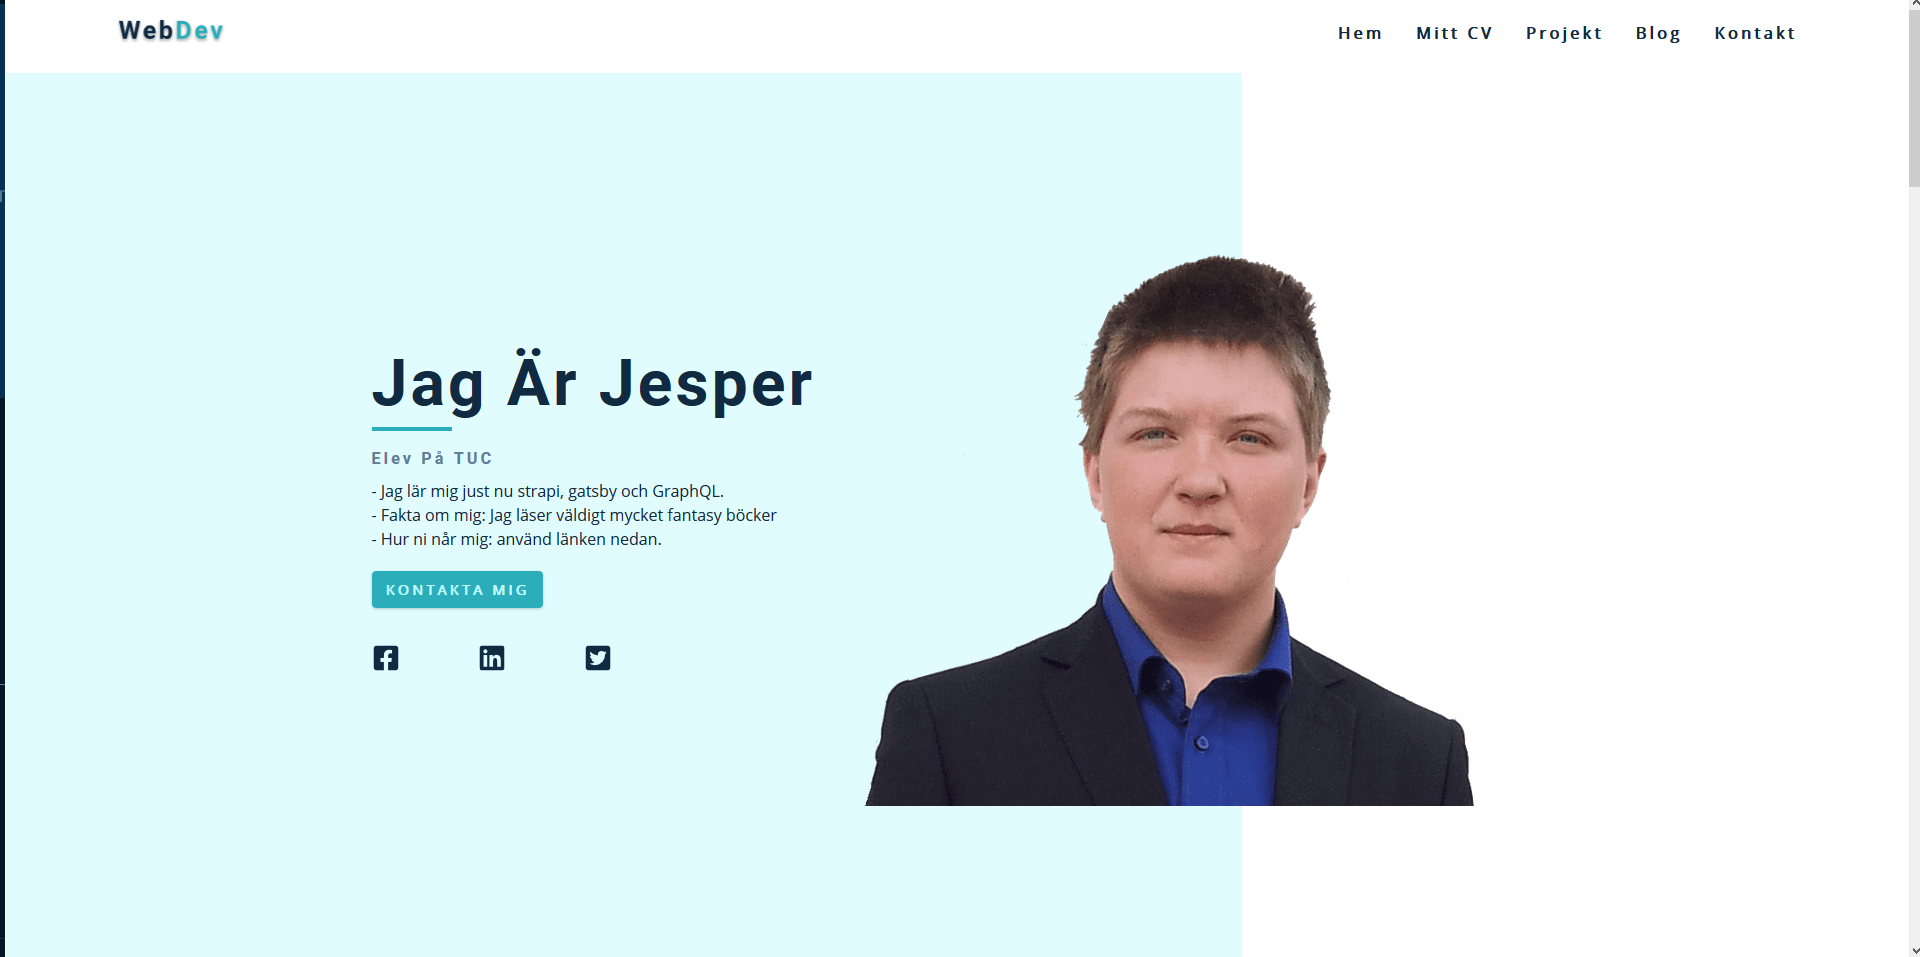 WebDev
Hem Mitt CV Projekt Blog Kontakt
Jag Är Jesper
Elev På TUC
- Jag lär mig just nu strapi, gatsby och GraphQL.
- Fakta om mig: Jag läser väldigt mycket fantasy böcker
- Hur ni når mig: använd länken nedan.
KONTAKTA MIG